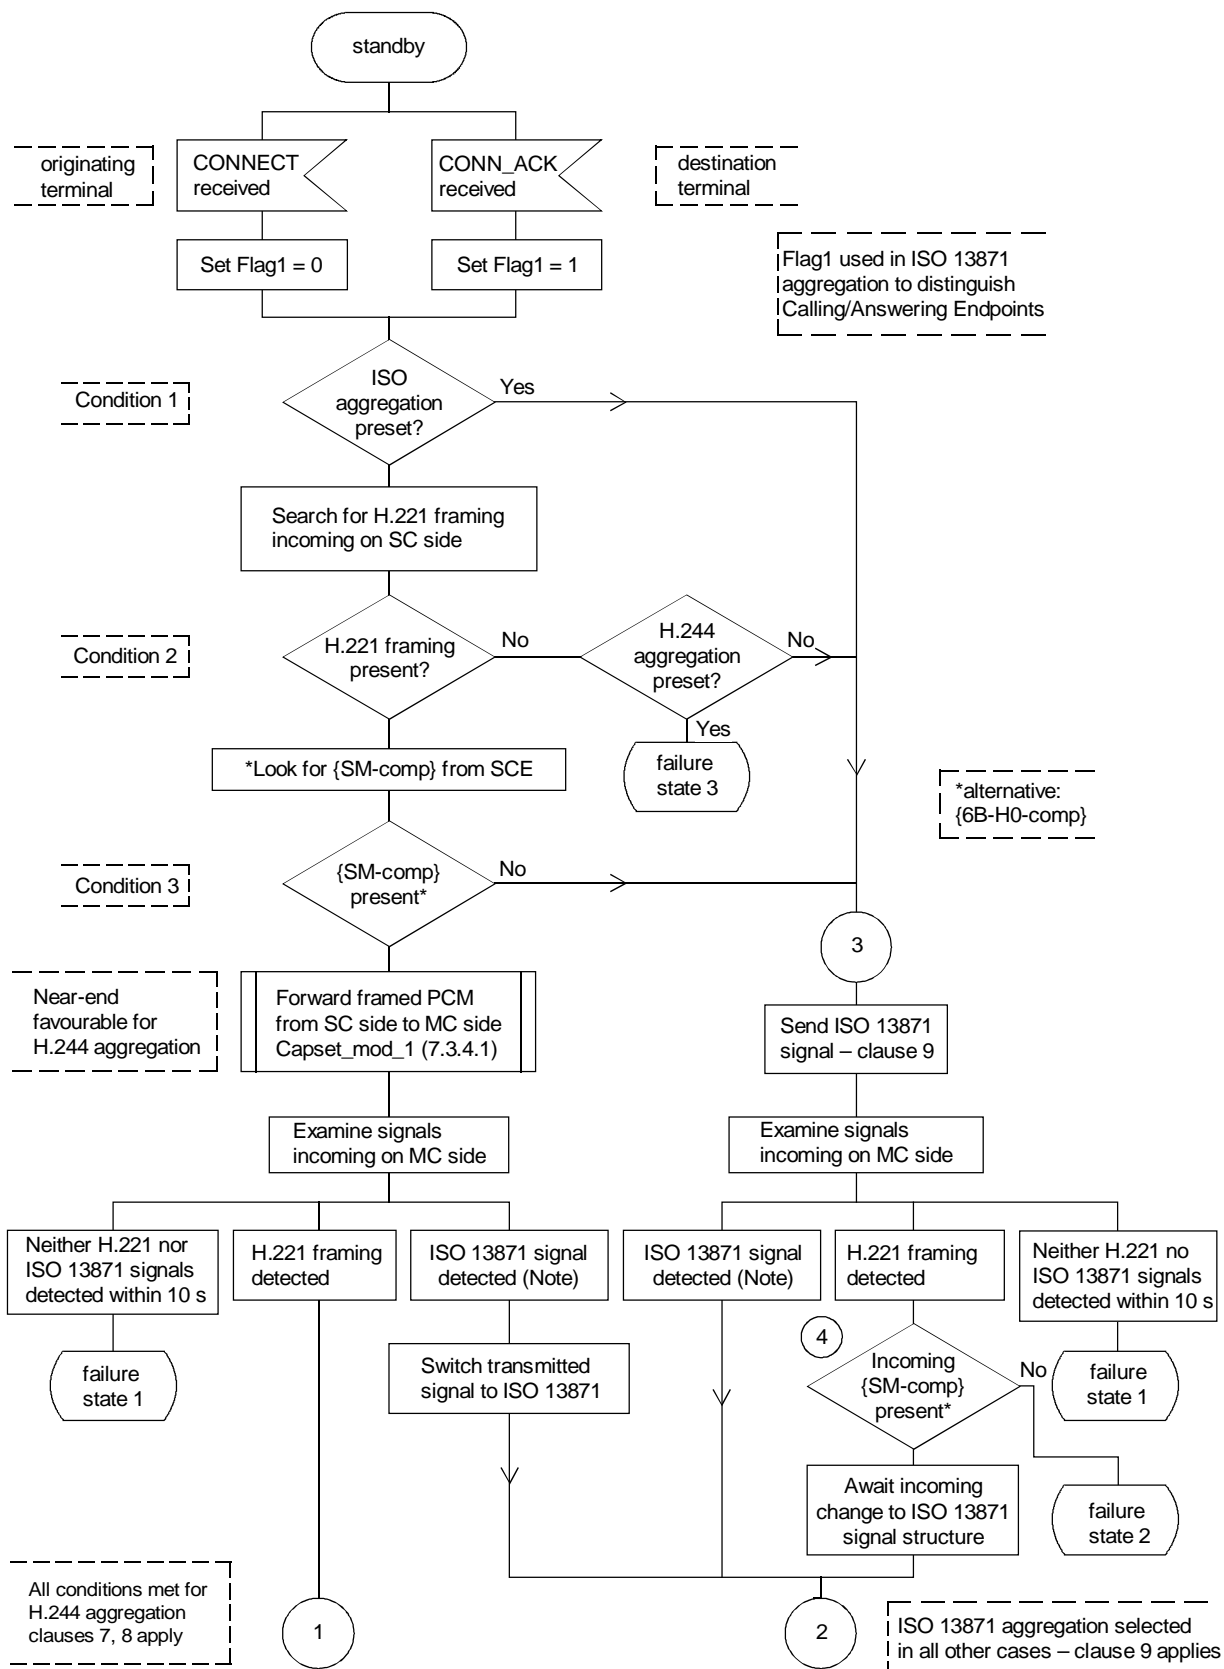 standby
originating
terminal
CONNECT
received
CONN_ACK
received
destination
terminal
Set Flag1 = 0
Set Flag1 = 1
Flag1 used in ISO 13871
aggregation to distinguish
Calling/Answering Endpoints
Condition 1
ISO
aggregation
preset?
Yes
Search for H.221 framing
incoming on SC side
Condition 2
H.221 framing
present?
No
H.244
aggregation
preset?
No
Yes
*Look for {SM-comp} from SCE
failure
state 3
*alternative:
{6B-H0-comp}
Condition 3
{SM-comp}
present*
No
3
Near-end
favourable for
H.244 aggregation
Forward framed PCM
from SC side to MC side
Capset_mod_1 (7.3.4.1)
Send ISO 13871
signal – clause 9
Examine signals
incoming on MC side
Examine signals
incoming on MC side
Neither H.221 nor
ISO 13871 signals
detected within 10 s
H.221 framing
detected
ISO 13871 signal
detected (Note)
ISO 13871 signal
detected (Note)
H.221 framing
detected
Neither H.221 no
ISO 13871 signals
detected within 10 s
failure
state 1
Switch transmitted
signal to ISO 13871
4
Incoming
{SM-comp}
present*
No
failure
state 1
Await incoming
change to ISO 13871
signal structure
failure
state 2
All conditions met for
H.244 aggregation
clauses 7, 8 apply
1
2
ISO 13871 aggregation selected
in all other cases – clause 9 applies